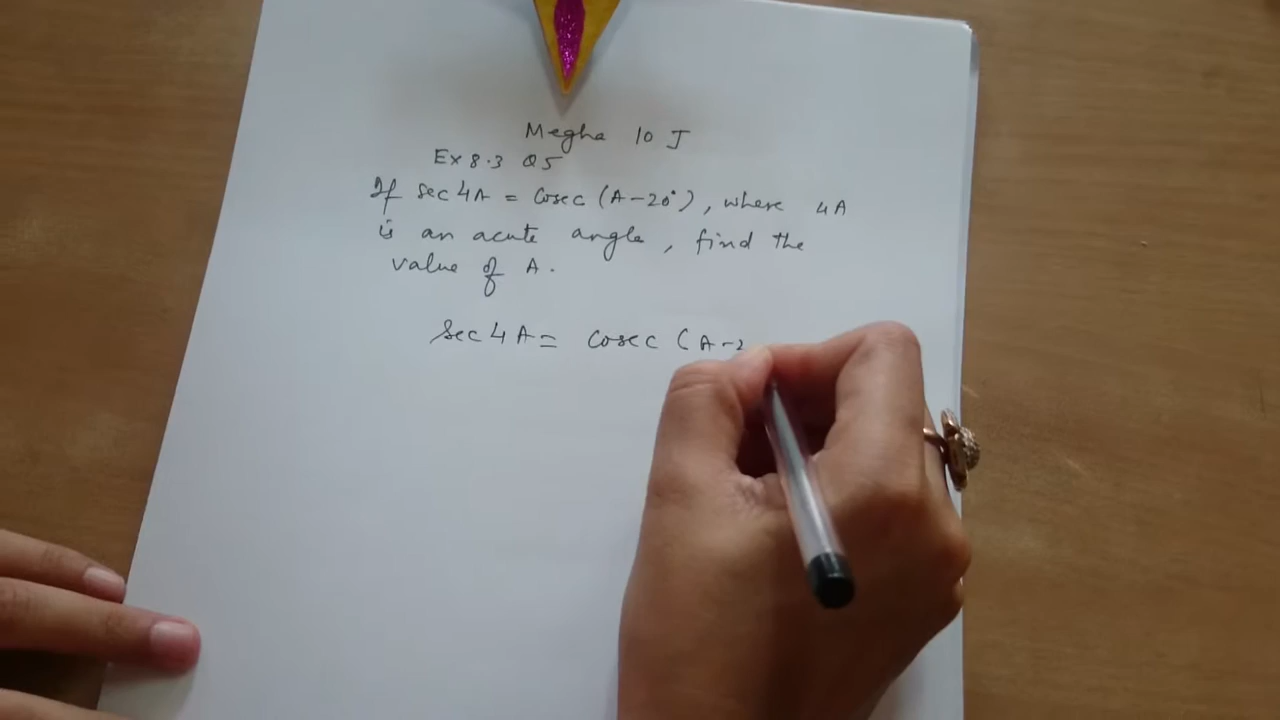 Megha 10 J
Ex 8.3 Q5
If sec 4A = Cosec (A-20°), where 4A
is an acute angle, find the
value of A.
Sec 4A = cosec (A-2